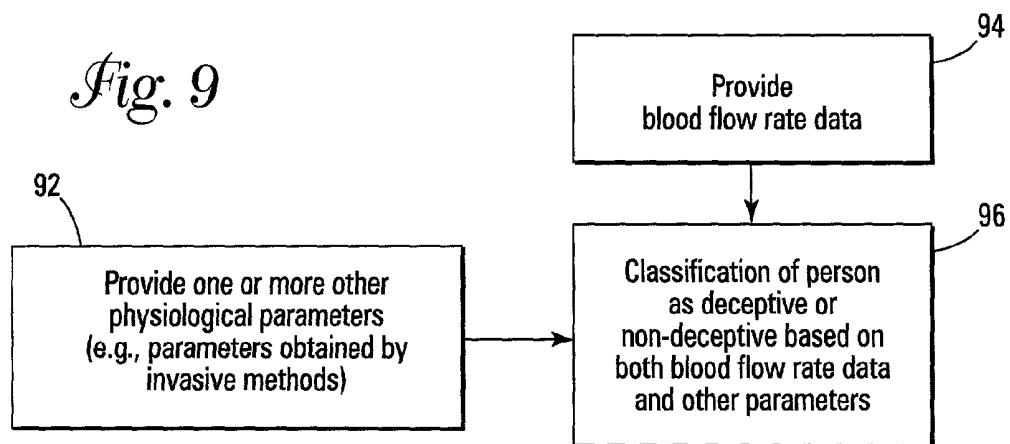 Fig. 9
94
Provide
blood flow rate data
92
Provide one or more other
physiological parameters
(e.g., parameters obtained by
invasive methods)
96
Classification of person
as deceptive or
non-deceptive based on
both blood flow rate data
and other parameters